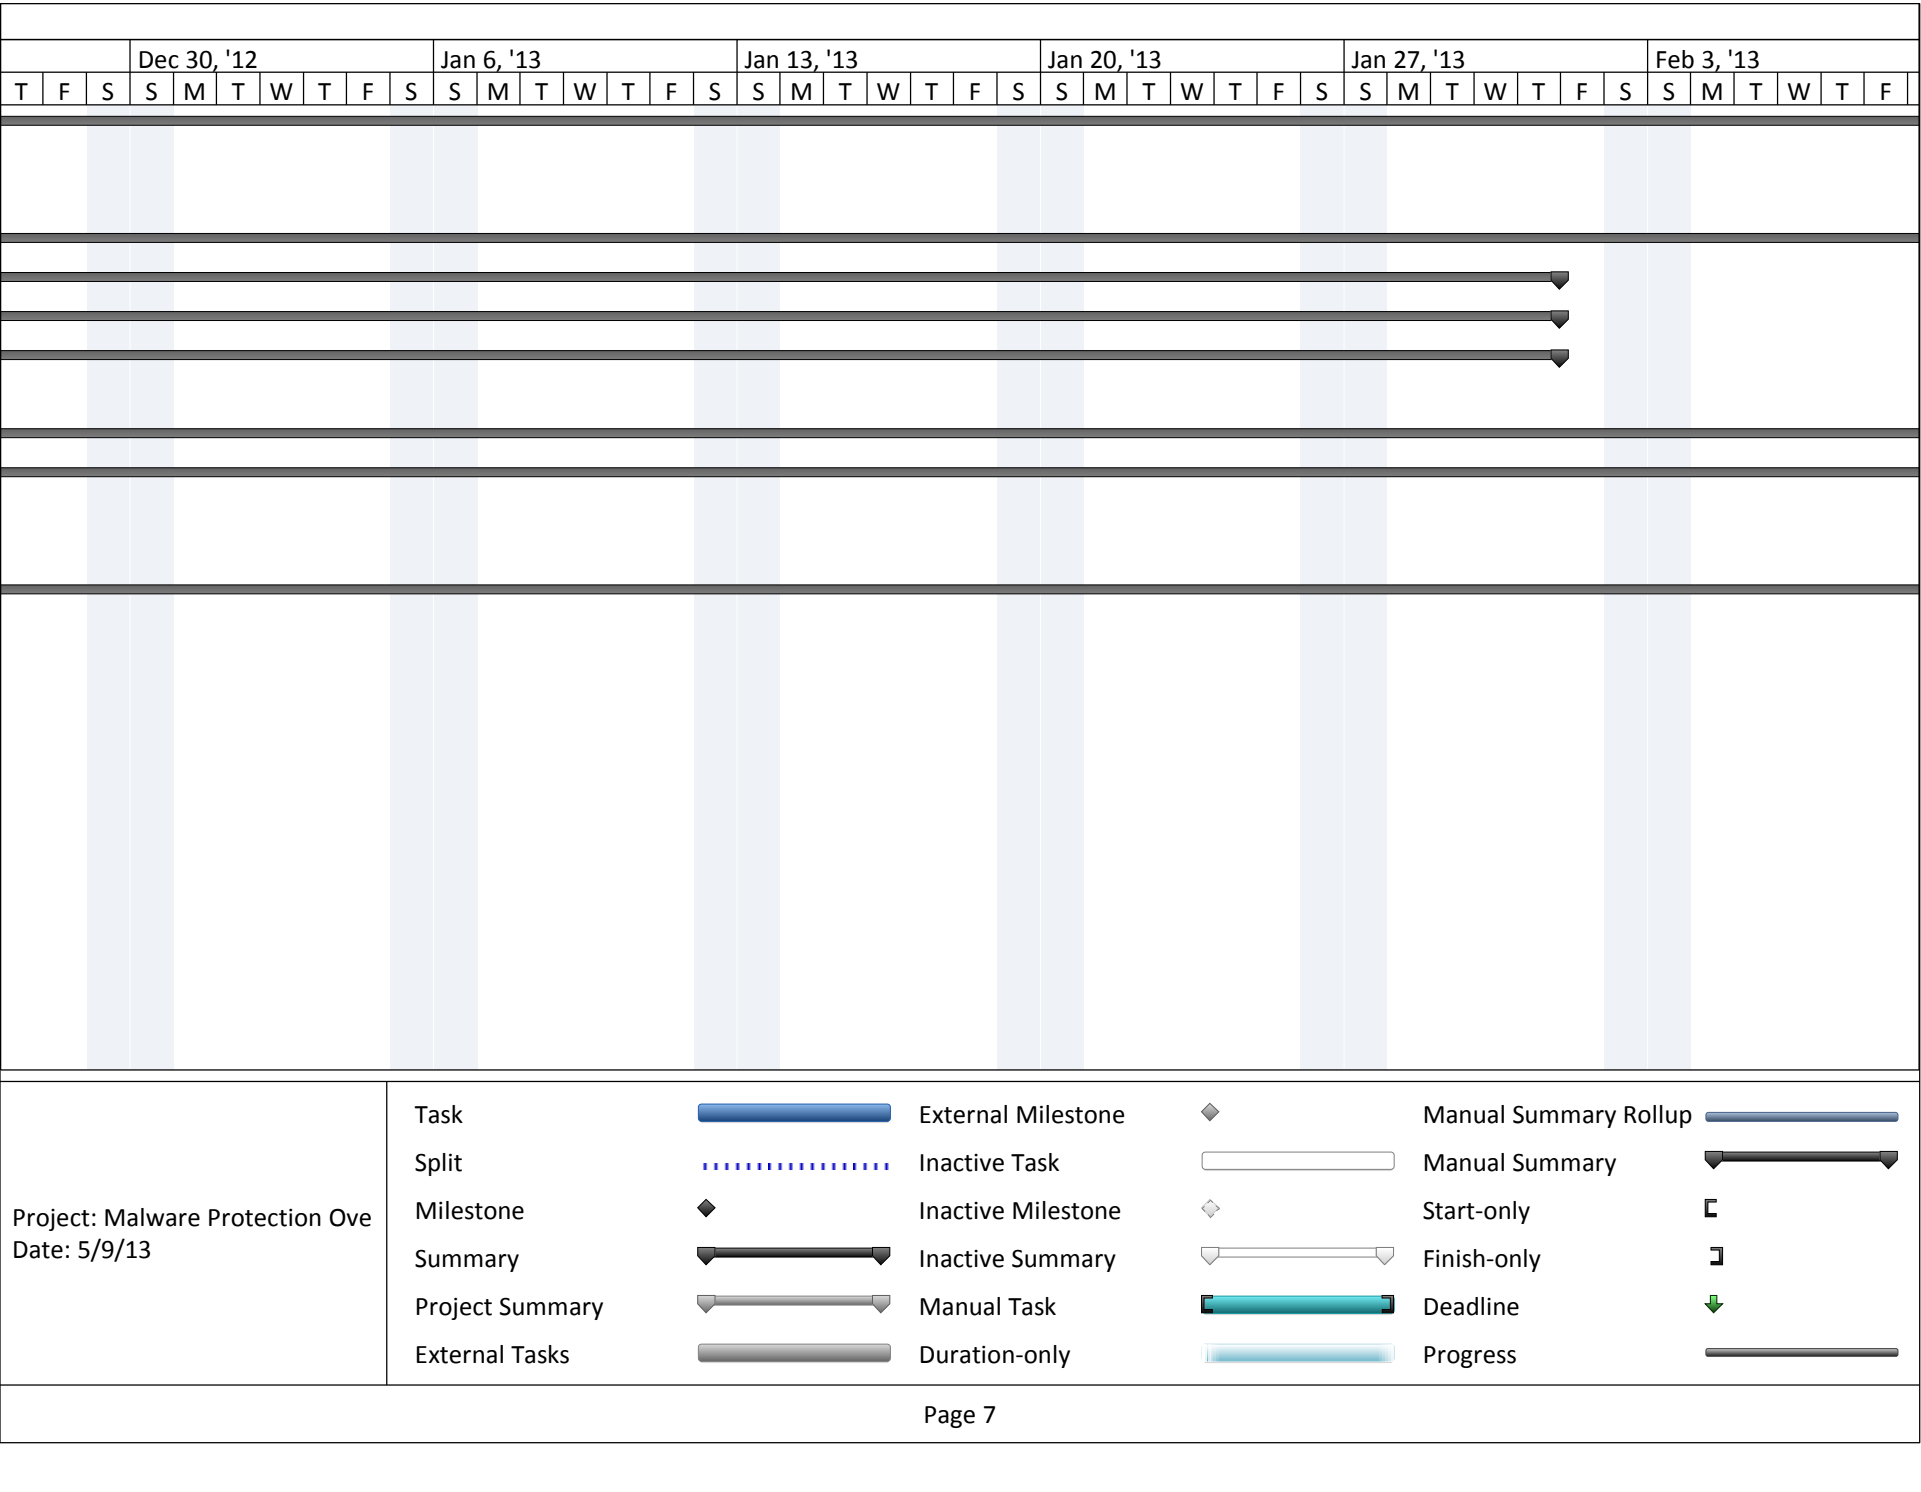 Dec 30, '12 Jan 6, '13 Jan 13, '13 Jan 20, '13 Jan 27, '13 Feb 3, '13
T F S S M T W T F S S M T W T F S S M T W T F S S M T W T F S S M T W T F S S M T W T F
Task External Milestone Manual Summary Rollup
Split Inactive Task Manual Summary
Project: Malware Protection Ove
Date: 5/9/13
Milestone Inactive Milestone Start-only
Summary Inactive Summary Finish-only
Project Summary Manual Task Deadline
External Tasks Duration-only Progress
Page 7